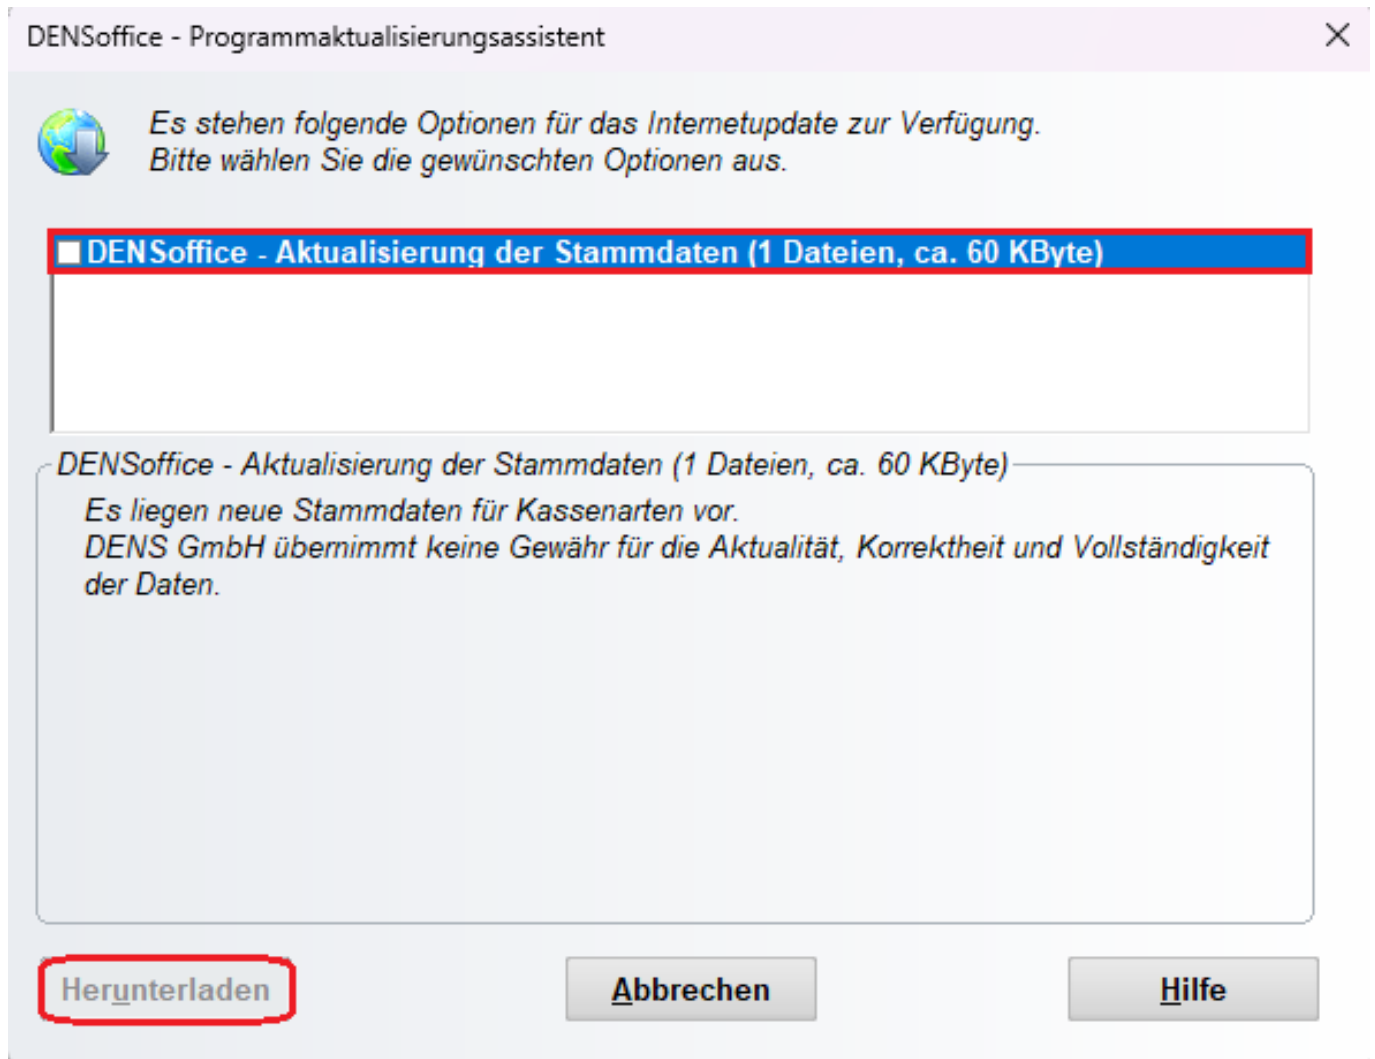 DENSoffice - Programmaktualisierungsassistent
Es stehen folgende Optionen für das Internetupdate zur Verfügung.
Bitte wählen Sie die gewünschten Optionen aus.
DENSoffice - Aktualisierung der Stammdaten (1 Dateien, ca. 60 KByte)
DENSoffice - Aktualisierung der Stammdaten (1 Dateien, ca. 60 KByte)
Es liegen neue Stammdaten für Kassenarten vor.
DENS GmbH übernimmt keine Gewähr für die Aktualität, Korrektheit und Vollständigkeit
der Daten.
Herunterladen
Abbrechen
Hilfe